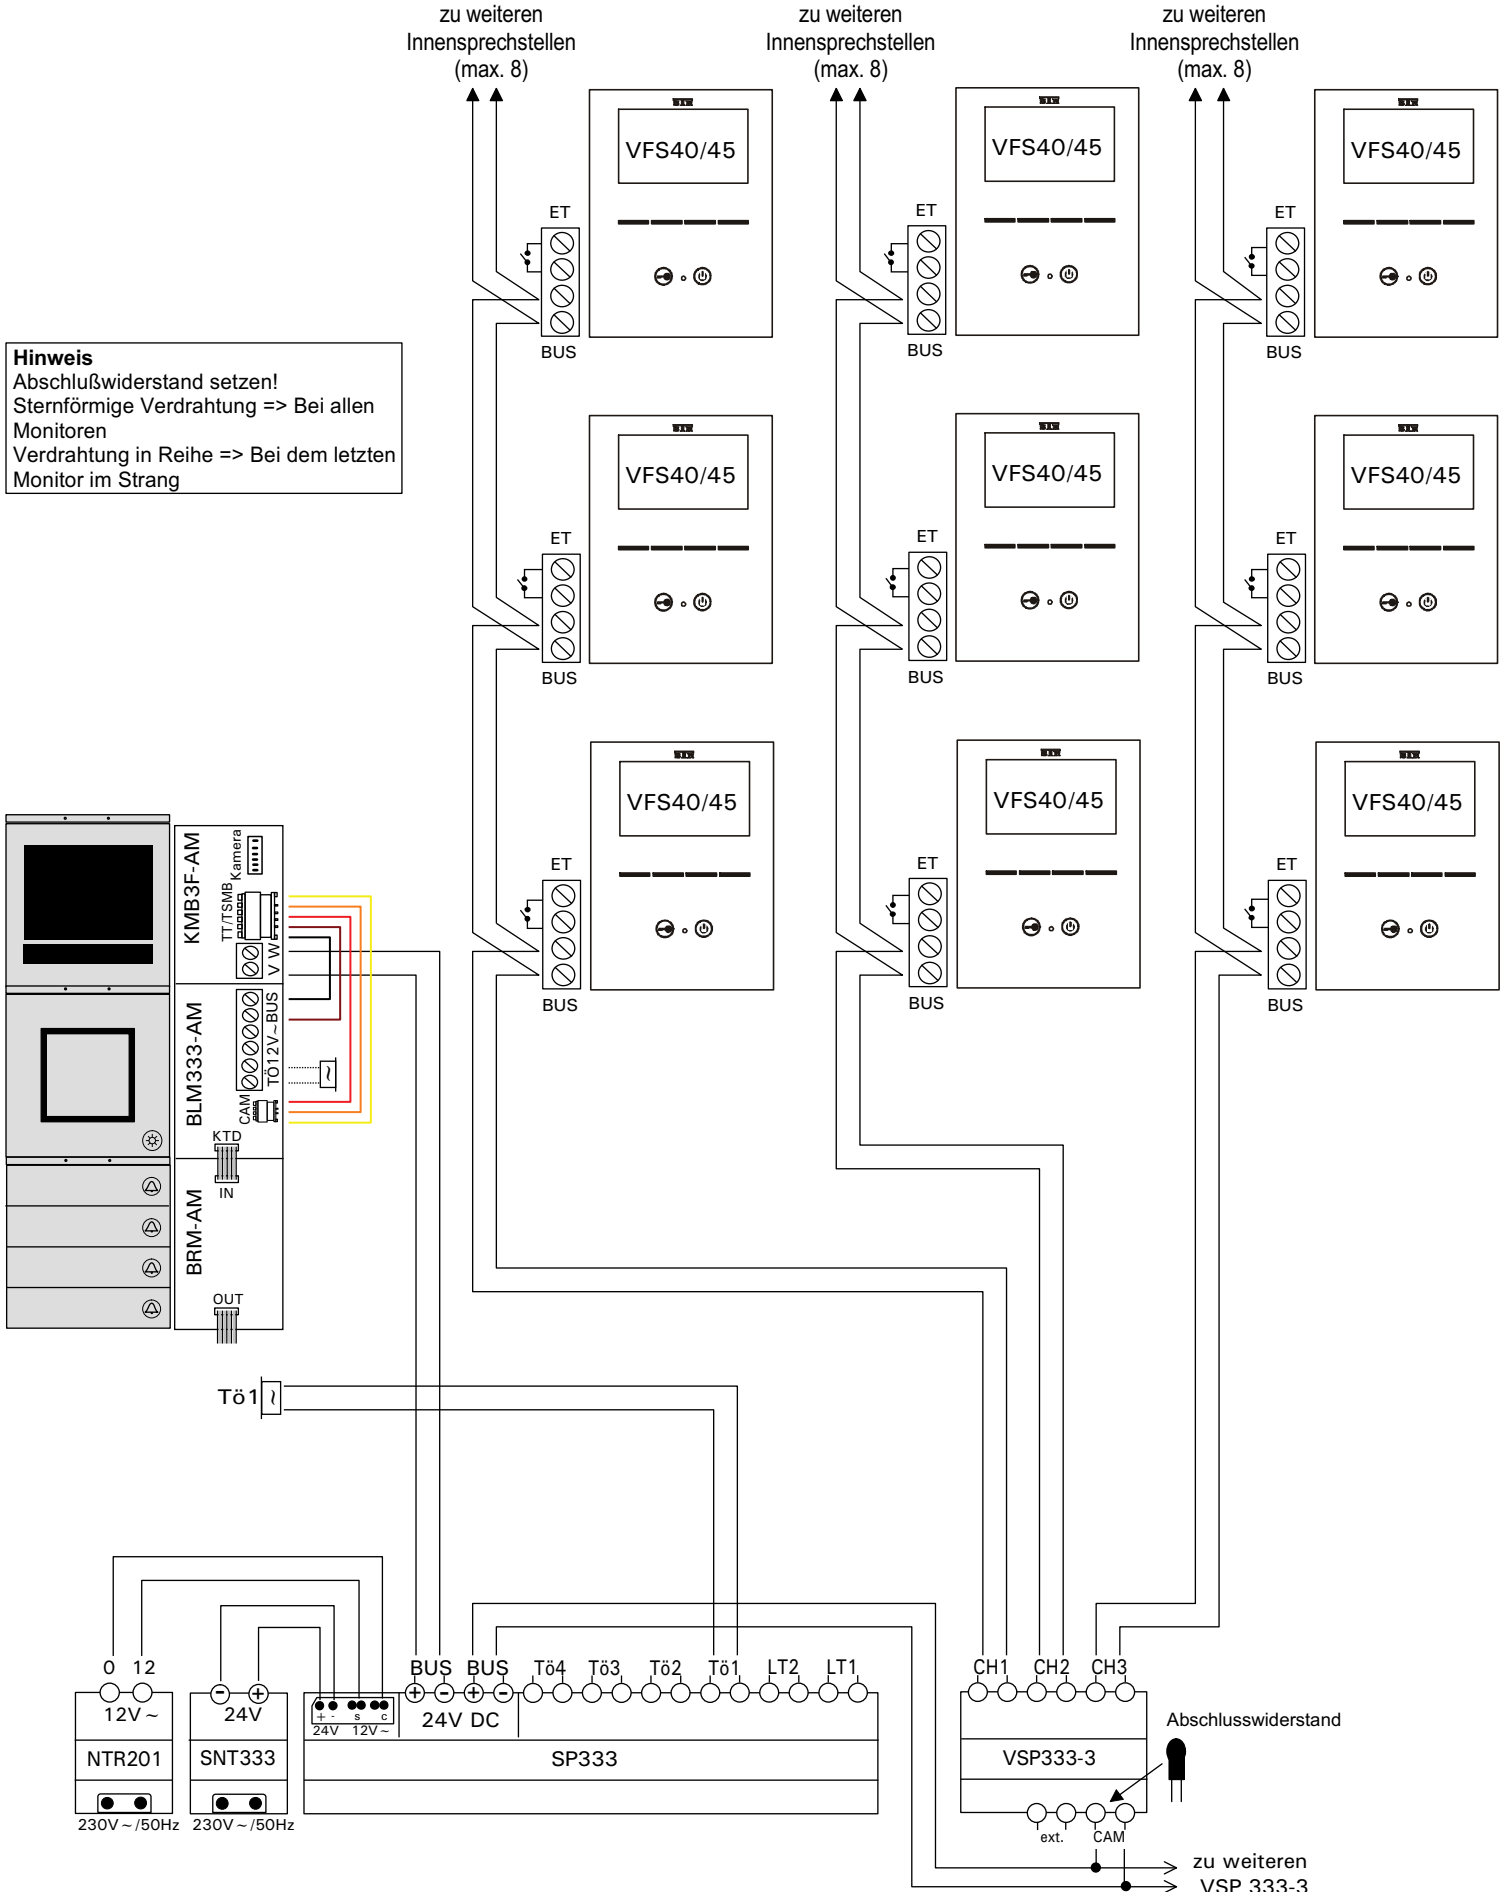 zu weiteren
Innensprechstellen
(max. 8)
zu weiteren
Innensprechstellen
(max. 8)
zu weiteren
Innensprechstellen
(max. 8)
VFS40/45
VFS40/45
VFS40/45
ET
ET
ET
BUS
BUS
BUS
Hinweis
Abschlußwiderstand setzen!
Sternförmige Verdrahtung => Bei allen
Monitoren
Verdrahtung in Reihe => Bei dem letzten
Monitor im Strang
VFS40/45
VFS40/45
VFS40/45
ET
ET
ET
BUS
BUS
BUS
VFS40/45
VFS40/45
VFS40/45
ET
ET
ET
BUS
BUS
BUS
KMB3F-AM
Kamera
TT/TSMB
V W
BLM333-AM
TÖ12V~BUS
~
CAM
KTD
IN
BRM-AM
OUT
Tö1 ~
0 12
12V~
NTR201
230V~/50Hz
- +
24V
SNT333
230V~/50Hz
+ - s c
24V 12V~
BUS BUS Tö4 Tö3 Tö2 Tö1 LT2 LT1
+ - + -
24V DC
SP333
CH1 CH2 CH3
VSP333-3
Abschlusswiderstand
ext. CAM
zu weiteren
VSP 333-3